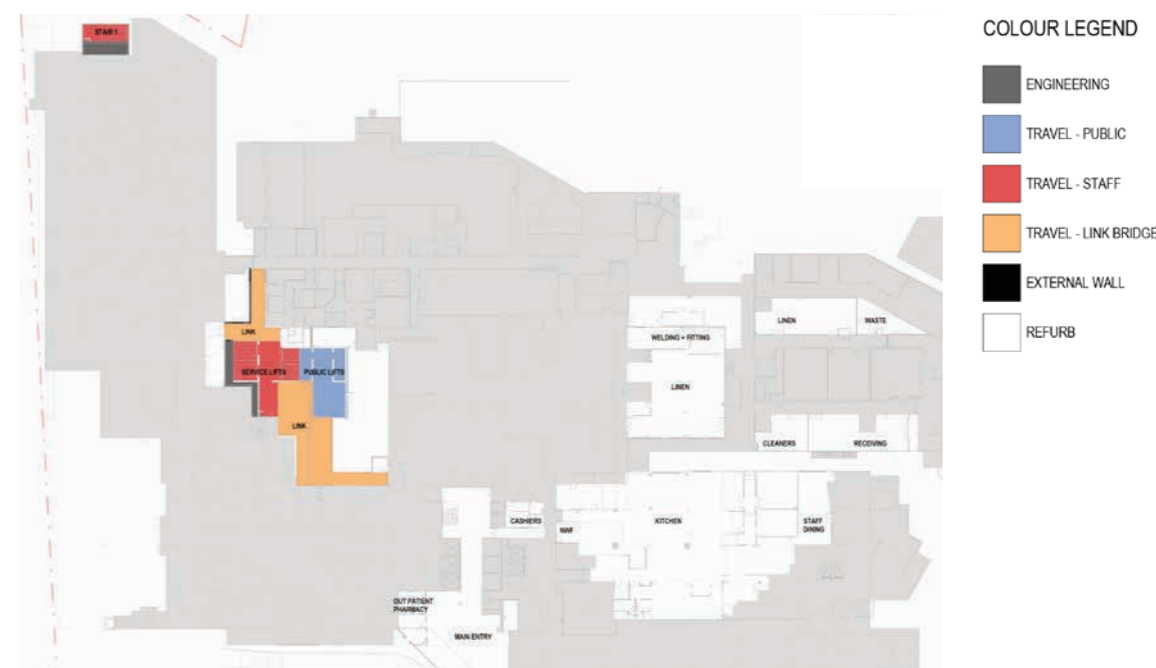 STAIR 1
COLOUR LEGEND
ENGINEERING
TRAVEL - PUBLIC
TRAVEL - STAFF
TRAVEL - LINK BRIDGE
EXTERNAL WALL
REFURB
LINK
SERVICE LIFTS
PUBLIC LIFTS
LINK
WELDING + FITTING
LINEN
LINEN
WASTE
CLEANERS
RECEIVING
CASHIERS
NWF
KITCHEN
STAFF
DINING
OUT PATIENT
PHARMACY
MAIN ENTRY